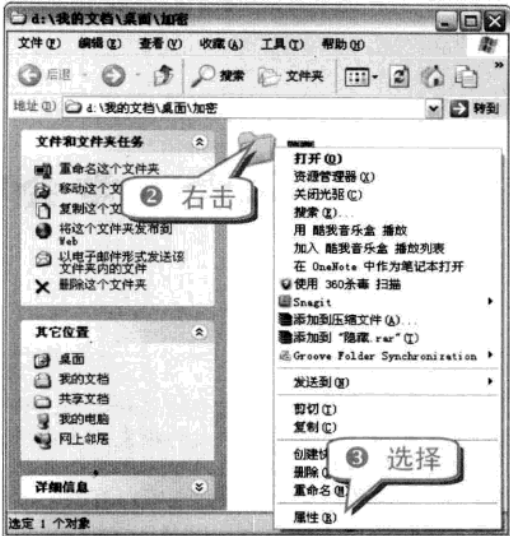 d:\我的文档\桌面\加密
文件(F) 编辑(E) 查看(V) 收藏(A) 工具(T) 帮助(H)
后退 搜索 文件夹 »
地址(D) d:\我的文档\桌面\加密 转到
文件和文件夹任务
重命名这个文件夹
移动这个文
复制这个文
将这个文件夹发布到
Web
以电子邮件形式发送该
文件夹内的文件
删除这个文件夹
其它位置
桌面
我的文档
共享文档
我的电脑
网上邻居
详细信息
选定 1 个对象
❷ 右击
打开(O)
资源管理器(X)
关闭光驱(C)
搜索(E)...
用 酷我音乐盒 播放
加入 酷我音乐盒 播放列表
在 OneNote 中作为笔记本打开
使用 360杀毒 扫描
Snagit
添加到压缩文件(A)...
添加到 "隐藏.rar"(T)
Groove Folder Synchronization
发送到(N)
剪切(T)
复制(C)
创建快
删除(
重命名(M)
❸ 选择
属性(R)